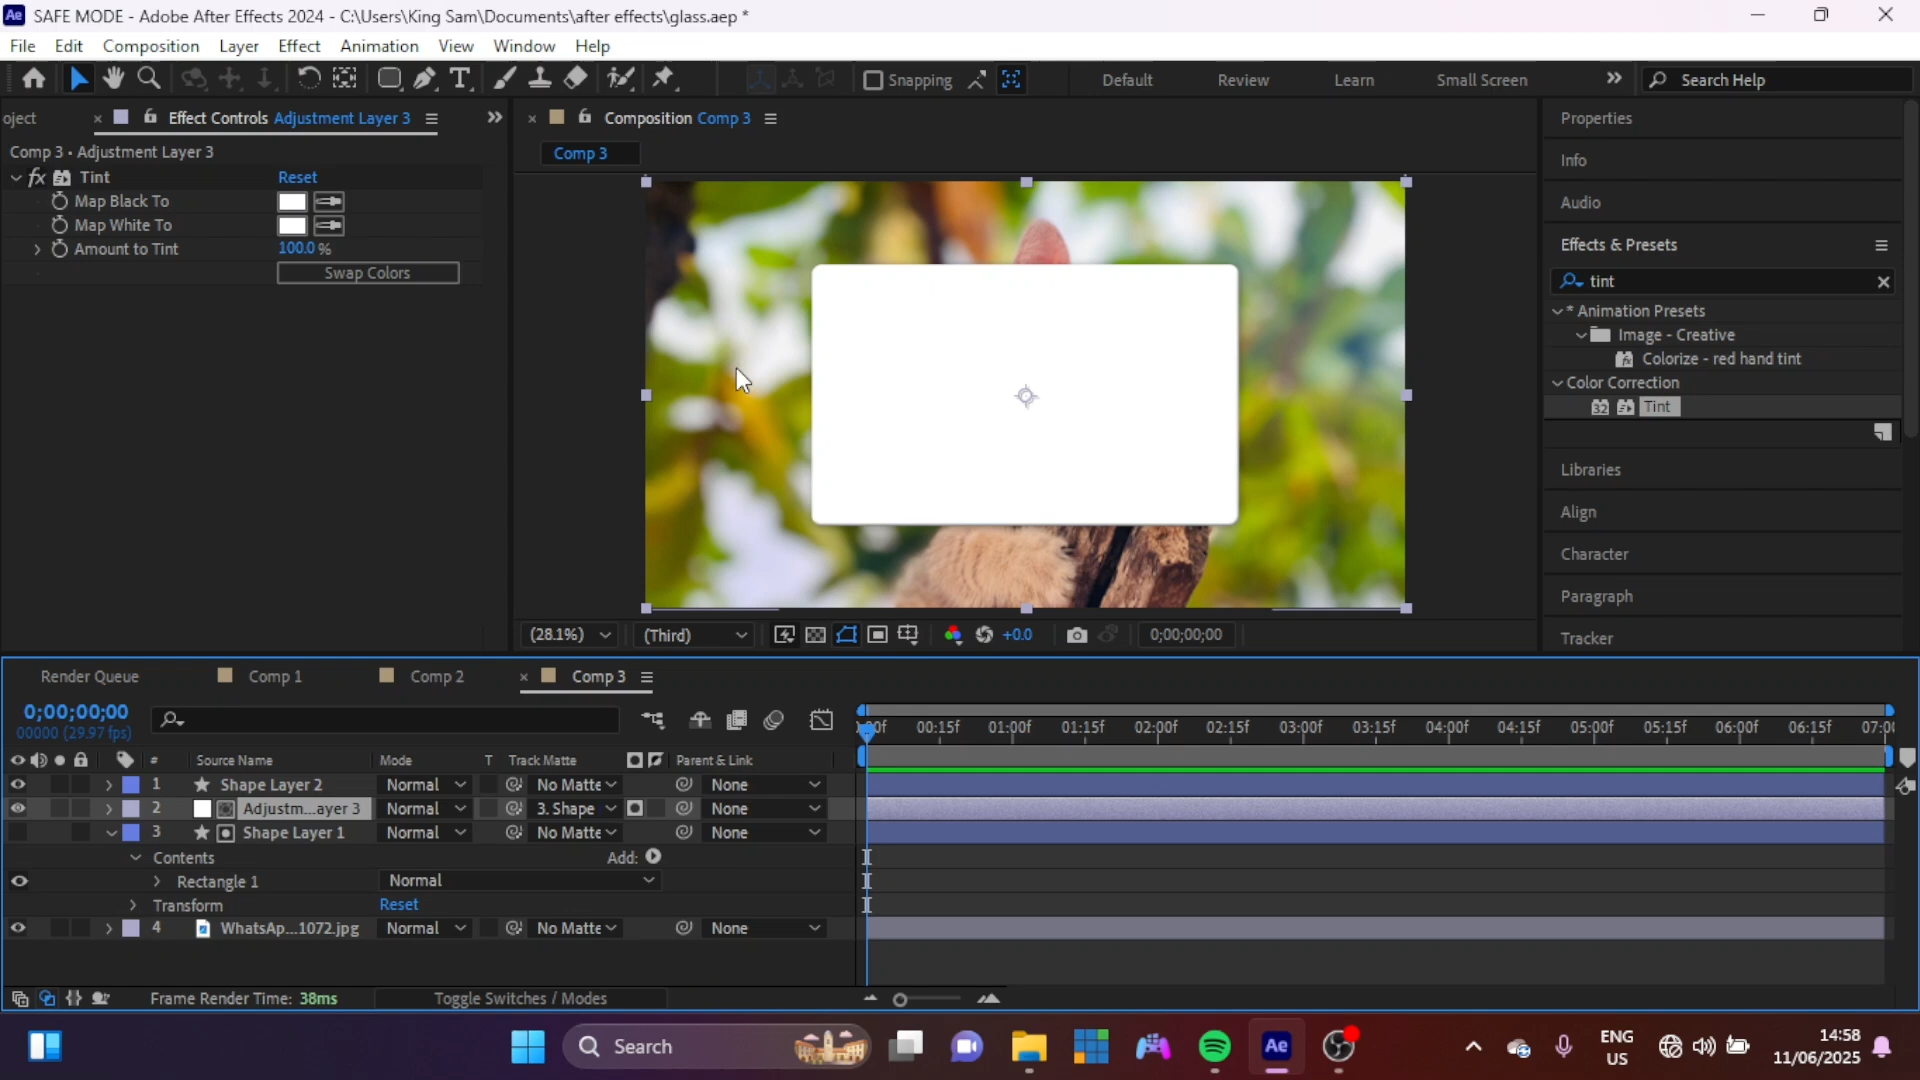 SAFE MODE - Adobe After Effects 2024 - C:\Users\King Sam\Documents\after effects\glass.aep *
File Edit Composition Layer Effect Animation View Window Help
Snapping Default Review Learn Small Screen Search Help
oject Effect Controls Adjustment Layer 3
Composition Comp 3
Comp 3 • Adjustment Layer 3
Comp 3
fx Tint Reset
Map Black To
Map White To
Amount to Tint 100.0 %
Swap Colors
Properties
Info
Audio
Effects & Presets
tint
* Animation Presets
Image - Creative
Colorize - red hand tint
Color Correction
32 Tint
Libraries
Align
Character
Paragraph
Tracker
(28.1%) (Third) +0.0 0;00;00;00
Render Queue Comp 1 Comp 2 Comp 3
0;00;00;00
00000 (29.97 fps)
00f 00:15f 01:00f 01:15f 02:00f 02:15f 03:00f 03:15f 04:00f 04:15f 05:00f 05:15f 06:00f 06:15f 07:0
# Source Name Mode T Track Matte Parent & Link
1 Shape Layer 2 Normal No Matte None
2 Adjustm...ayer 3 Normal 3. Shape None
3 Shape Layer 1 Normal No Matte None
Contents Add:
Rectangle 1 Normal
Transform Reset
4 WhatsAp...1072.jpg Normal No Matte None
Frame Render Time: 38ms Toggle Switches / Modes
Search
Ae
ENG
US
14:58
11/06/2025